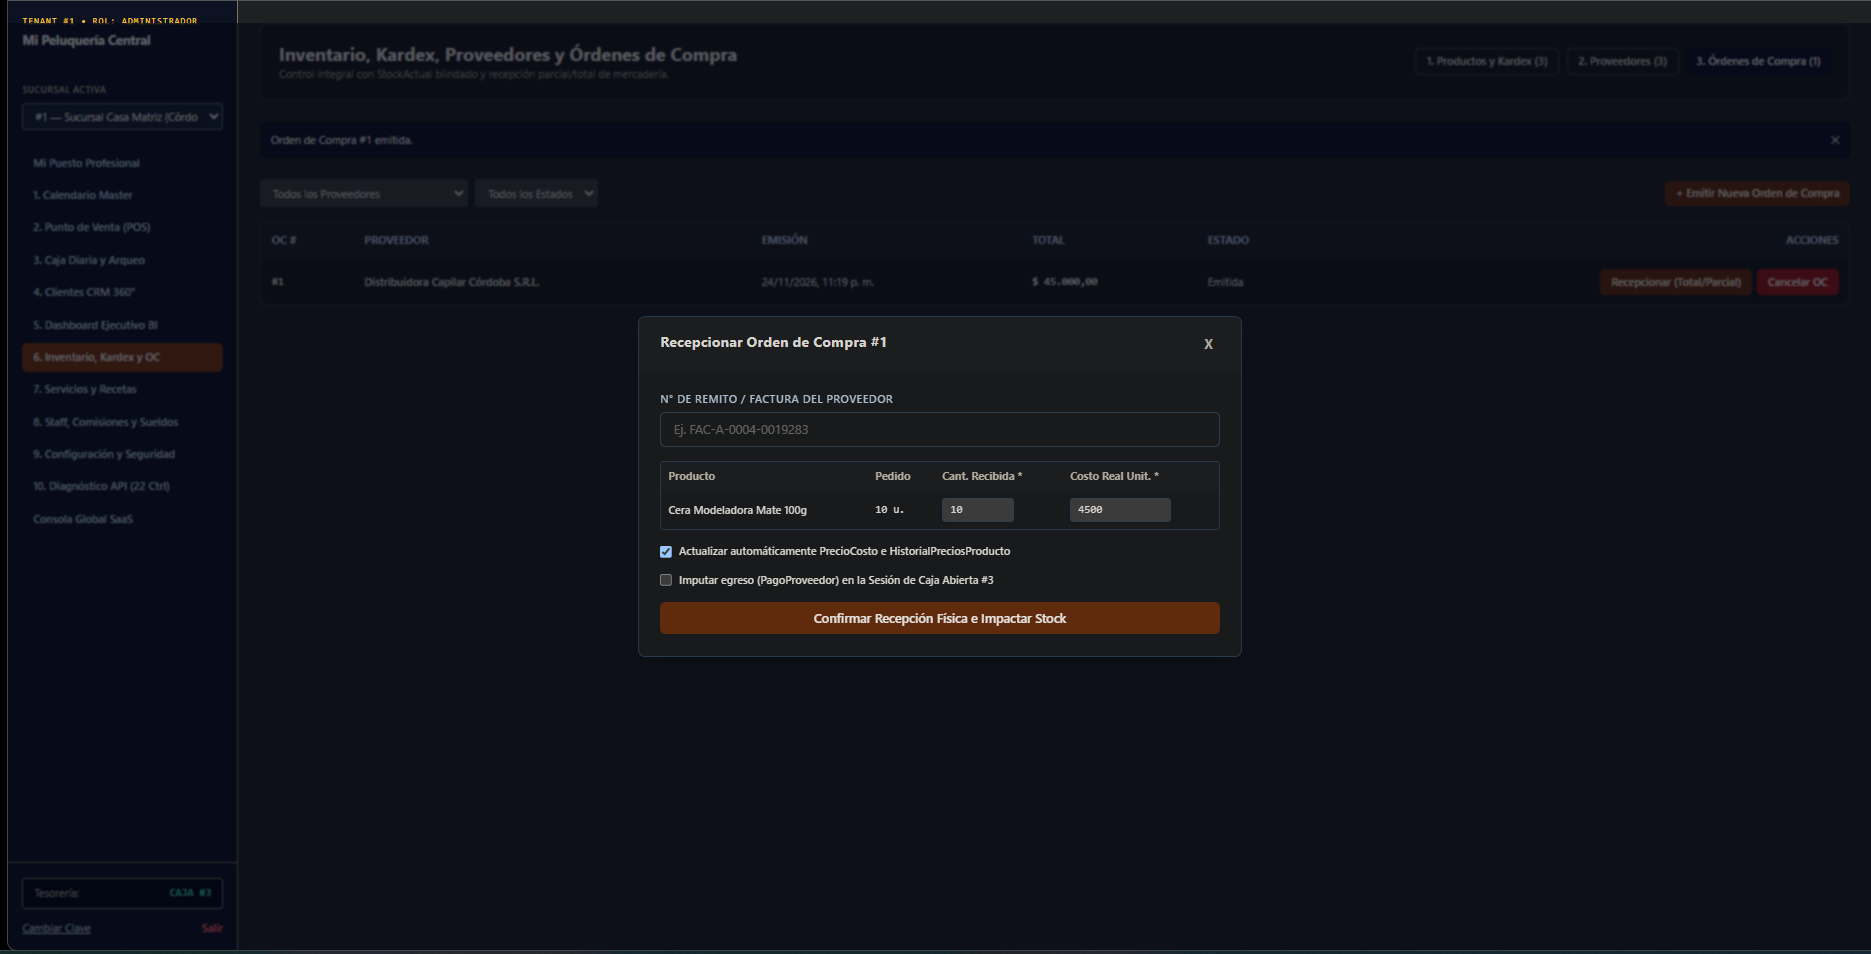 TENANT #1 • ROL: ADMINISTRADOR
Mi Peluquería Central
SUCURSAL ACTIVA
#1 — Sucursal Casa Matriz (Córdo
Mi Puesto Profesional
1. Calendario Master
2. Punto de Venta (POS)
3. Caja Diaria y Arqueo
4. Clientes CRM 360°
5. Dashboard Ejecutivo BI
6. Inventario, Kardex y OC
7. Servicios y Recetas
8. Staff, Comisiones y Sueldos
9. Configuración y Seguridad
10. Diagnóstico API (22 Ctrl)
Consola Global SaaS
Tesorería: CAJA #3
Cambiar Clave Salir
Inventario, Kardex, Proveedores y Órdenes de Compra
Control integral con StockActual blindado y recepción parcial/total de mercadería.
1. Productos y Kardex (3) 2. Proveedores (3) 3. Órdenes de Compra (1)
Orden de Compra #1 emitida. ×
Todos los Proveedores Todos los Estados + Emitir Nueva Orden de Compra
OC # PROVEEDOR EMISIÓN TOTAL ESTADO ACCIONES
#1 Distribuidora Capilar Córdoba S.R.L. 24/11/2026, 11:19 p. m. $ 45.000,00 Emitida Recepcionar (Total/Parcial) Cancelar OC
Recepcionar Orden de Compra #1 X
N° DE REMITO / FACTURA DEL PROVEEDOR
Ej. FAC-A-0004-0019283
Producto Pedido Cant. Recibida * Costo Real Unit. *
Cera Modeladora Mate 100g 10 u. 10 4500
Actualizar automáticamente PrecioCosto e HistorialPreciosProducto
Imputar egreso (PagoProveedor) en la Sesión de Caja Abierta #3
Confirmar Recepción Física e Impactar Stock